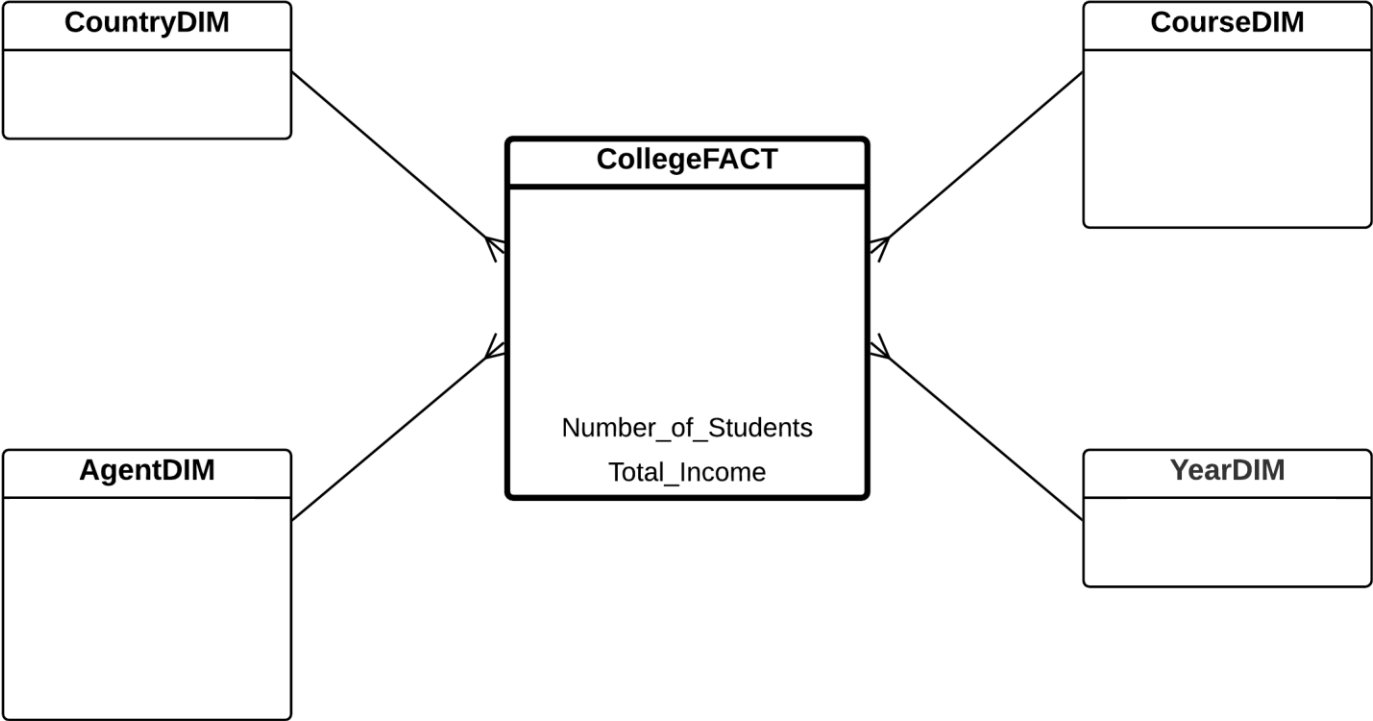 CountryDIM
CourseDIM
CollegeFACT
Number_of_Students
Total_Income
AgentDIM
YearDIM